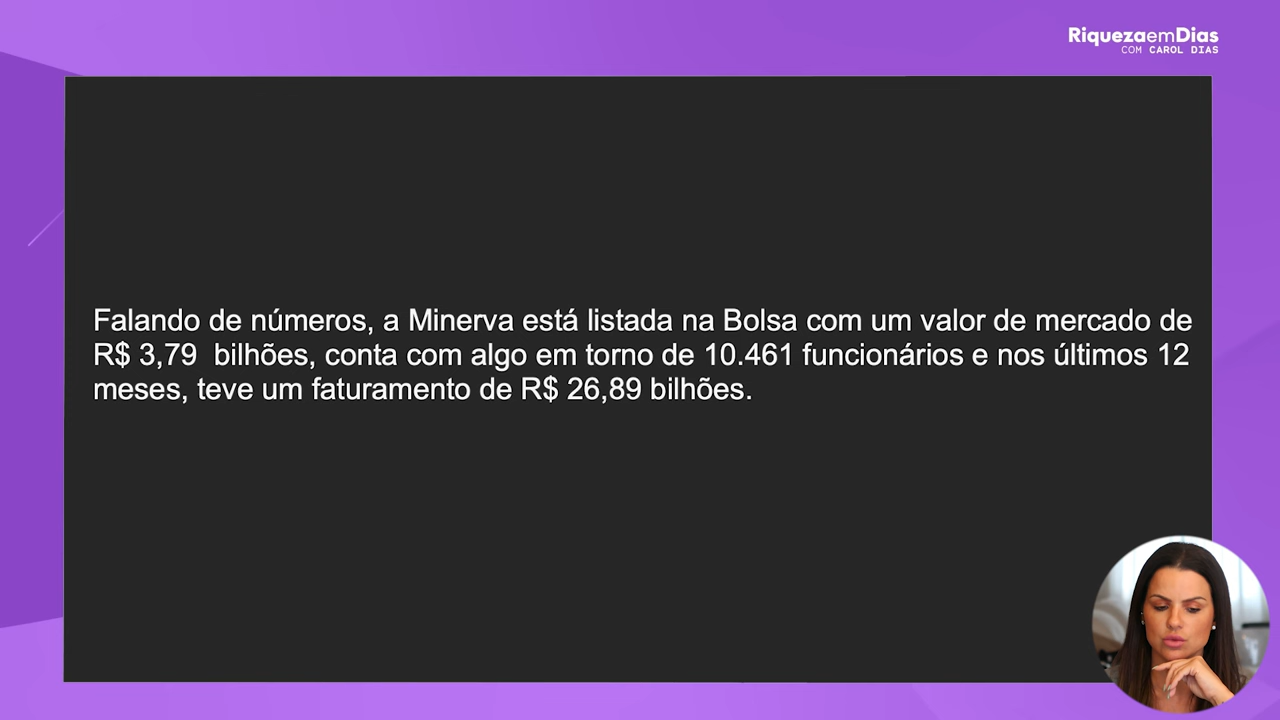 RiquezaemDias
COM CAROL DIAS
Falando de números, a Minerva está listada na Bolsa com um valor de mercado de
R$ 3,79 bilhões, conta com algo em torno de 10.461 funcionários e nos últimos 12
meses, teve um faturamento de R$ 26,89 bilhões.